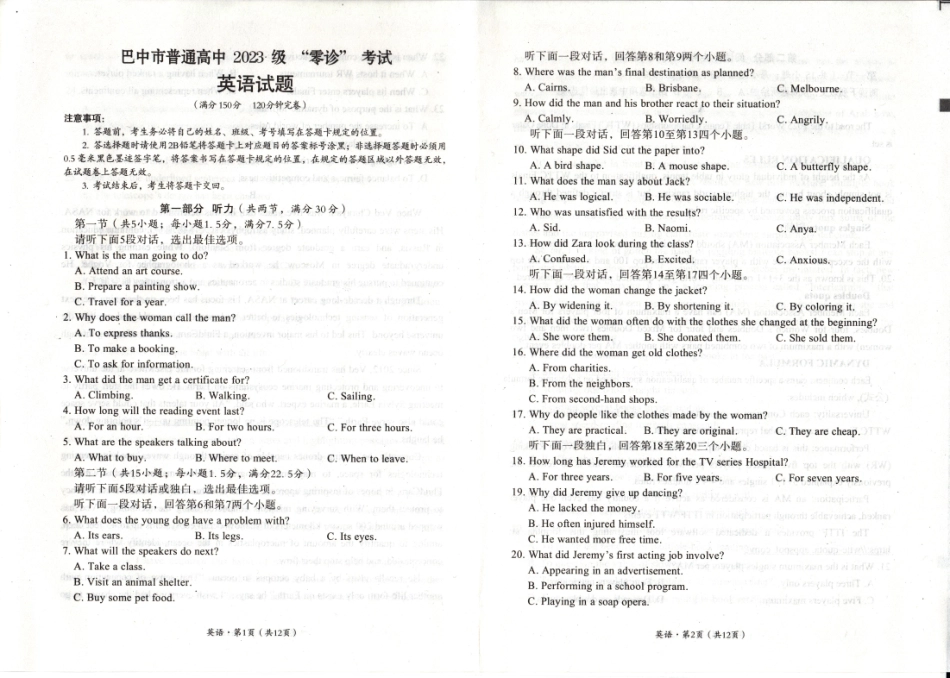 巴中市普通高中 2023 级 “零诊” 考试
英语试题
(满分150分 120分钟完卷)
注意事项:
1. 答题前,考生务必将自己的姓名、班级、考号填写在答题卡规定的位置。
2. 答选择题时请使用2B铅笔将答题卡上对应题目的答案标号涂黑;非选择题答题时必须用
0.5毫米黑色墨迹签字笔,将答案书写在答题卡规定的位置,在规定的答题区域以外答题无效,
在试题卷上答题无效。
3. 考试结束后,考生将答题卡交回。
第一部分 听力(共两节,满分30分)
第一节(共5小题;每小题1.5分,满分7.5分)
请听下面5段对话,选出最佳选项。
1. What is the man going to do?
A. Attend an art course.
B. Prepare a painting show.
C. Travel for a year.
2. Why does the woman call the man?
A. To express thanks.
B. To make a booking.
C. To ask for information.
3. What did the man get a certificate for?
A. Climbing. B. Walking. C. Sailing.
4. How long will the reading event last?
A. For an hour. B. For two hours. C. For three hours.
5. What are the speakers talking about?
A. What to buy. B. Where to meet. C. When to leave.
第二节(共15小题;每小题1.5分,满分22.5分)
请听下面5段对话或独白,选出最佳选项。
听下面一段对话,回答第6和第7两个小题。
6. What does the young dog have a problem with?
A. Its ears. B. Its legs. C. Its eyes.
7. What will the speakers do next?
A. Take a class.
B. Visit an animal shelter.
C. Buy some pet food.
英语·第1页(共12页)
听下面一段对话,回答第8和第9两个小题。
8. Where was the man's final destination as planned?
A. Cairns. B. Brisbane. C. Melbourne.
9. How did the man and his brother react to their situation?
A. Calmly. B. Worriedly. C. Angrily.
听下面一段对话,回答第10至第13四个小题。
10. What shape did Sid cut the paper into?
A. A bird shape. B. A mouse shape. C. A butterfly shape.
11. What does the man say about Jack?
A. He was logical. B. He was sociable. C. He was independent.
12. Who was unsatisfied with the results?
A. Sid. B. Naomi. C. Anya.
13. How did Zara look during the class?
A. Confused. B. Excited. C. Anxious.
听下面一段对话,回答第14至第17四个小题。
14. How did the woman change the jacket?
A. By widening it. B. By shortening it. C. By coloring it.
15. What did the woman often do with the clothes she changed at the beginning?
A. She wore them. B. She donated them. C. She sold them.
16. Where did the woman get old clothes?
A. From charities.
B. From the neighbors.
C. From second-hand shops.
17. Why do people like the clothes made by the woman?
A. They are practical. B. They are original. C. They are cheap.
听下面一段独白,回答第18至第20三个小题。
18. How long has Jeremy worked for the TV series Hospital?
A. For three years. B. For five years. C. For seven years.
19. Why did Jeremy give up dancing?
A. He lacked the money.
B. He often injured himself.
C. He wanted more free time.
20. What did Jeremy's first acting job involve?
A. Appearing in an advertisement.
B. Performing in a school program.
C. Playing in a soap opera.
英语·第2页(共12页)